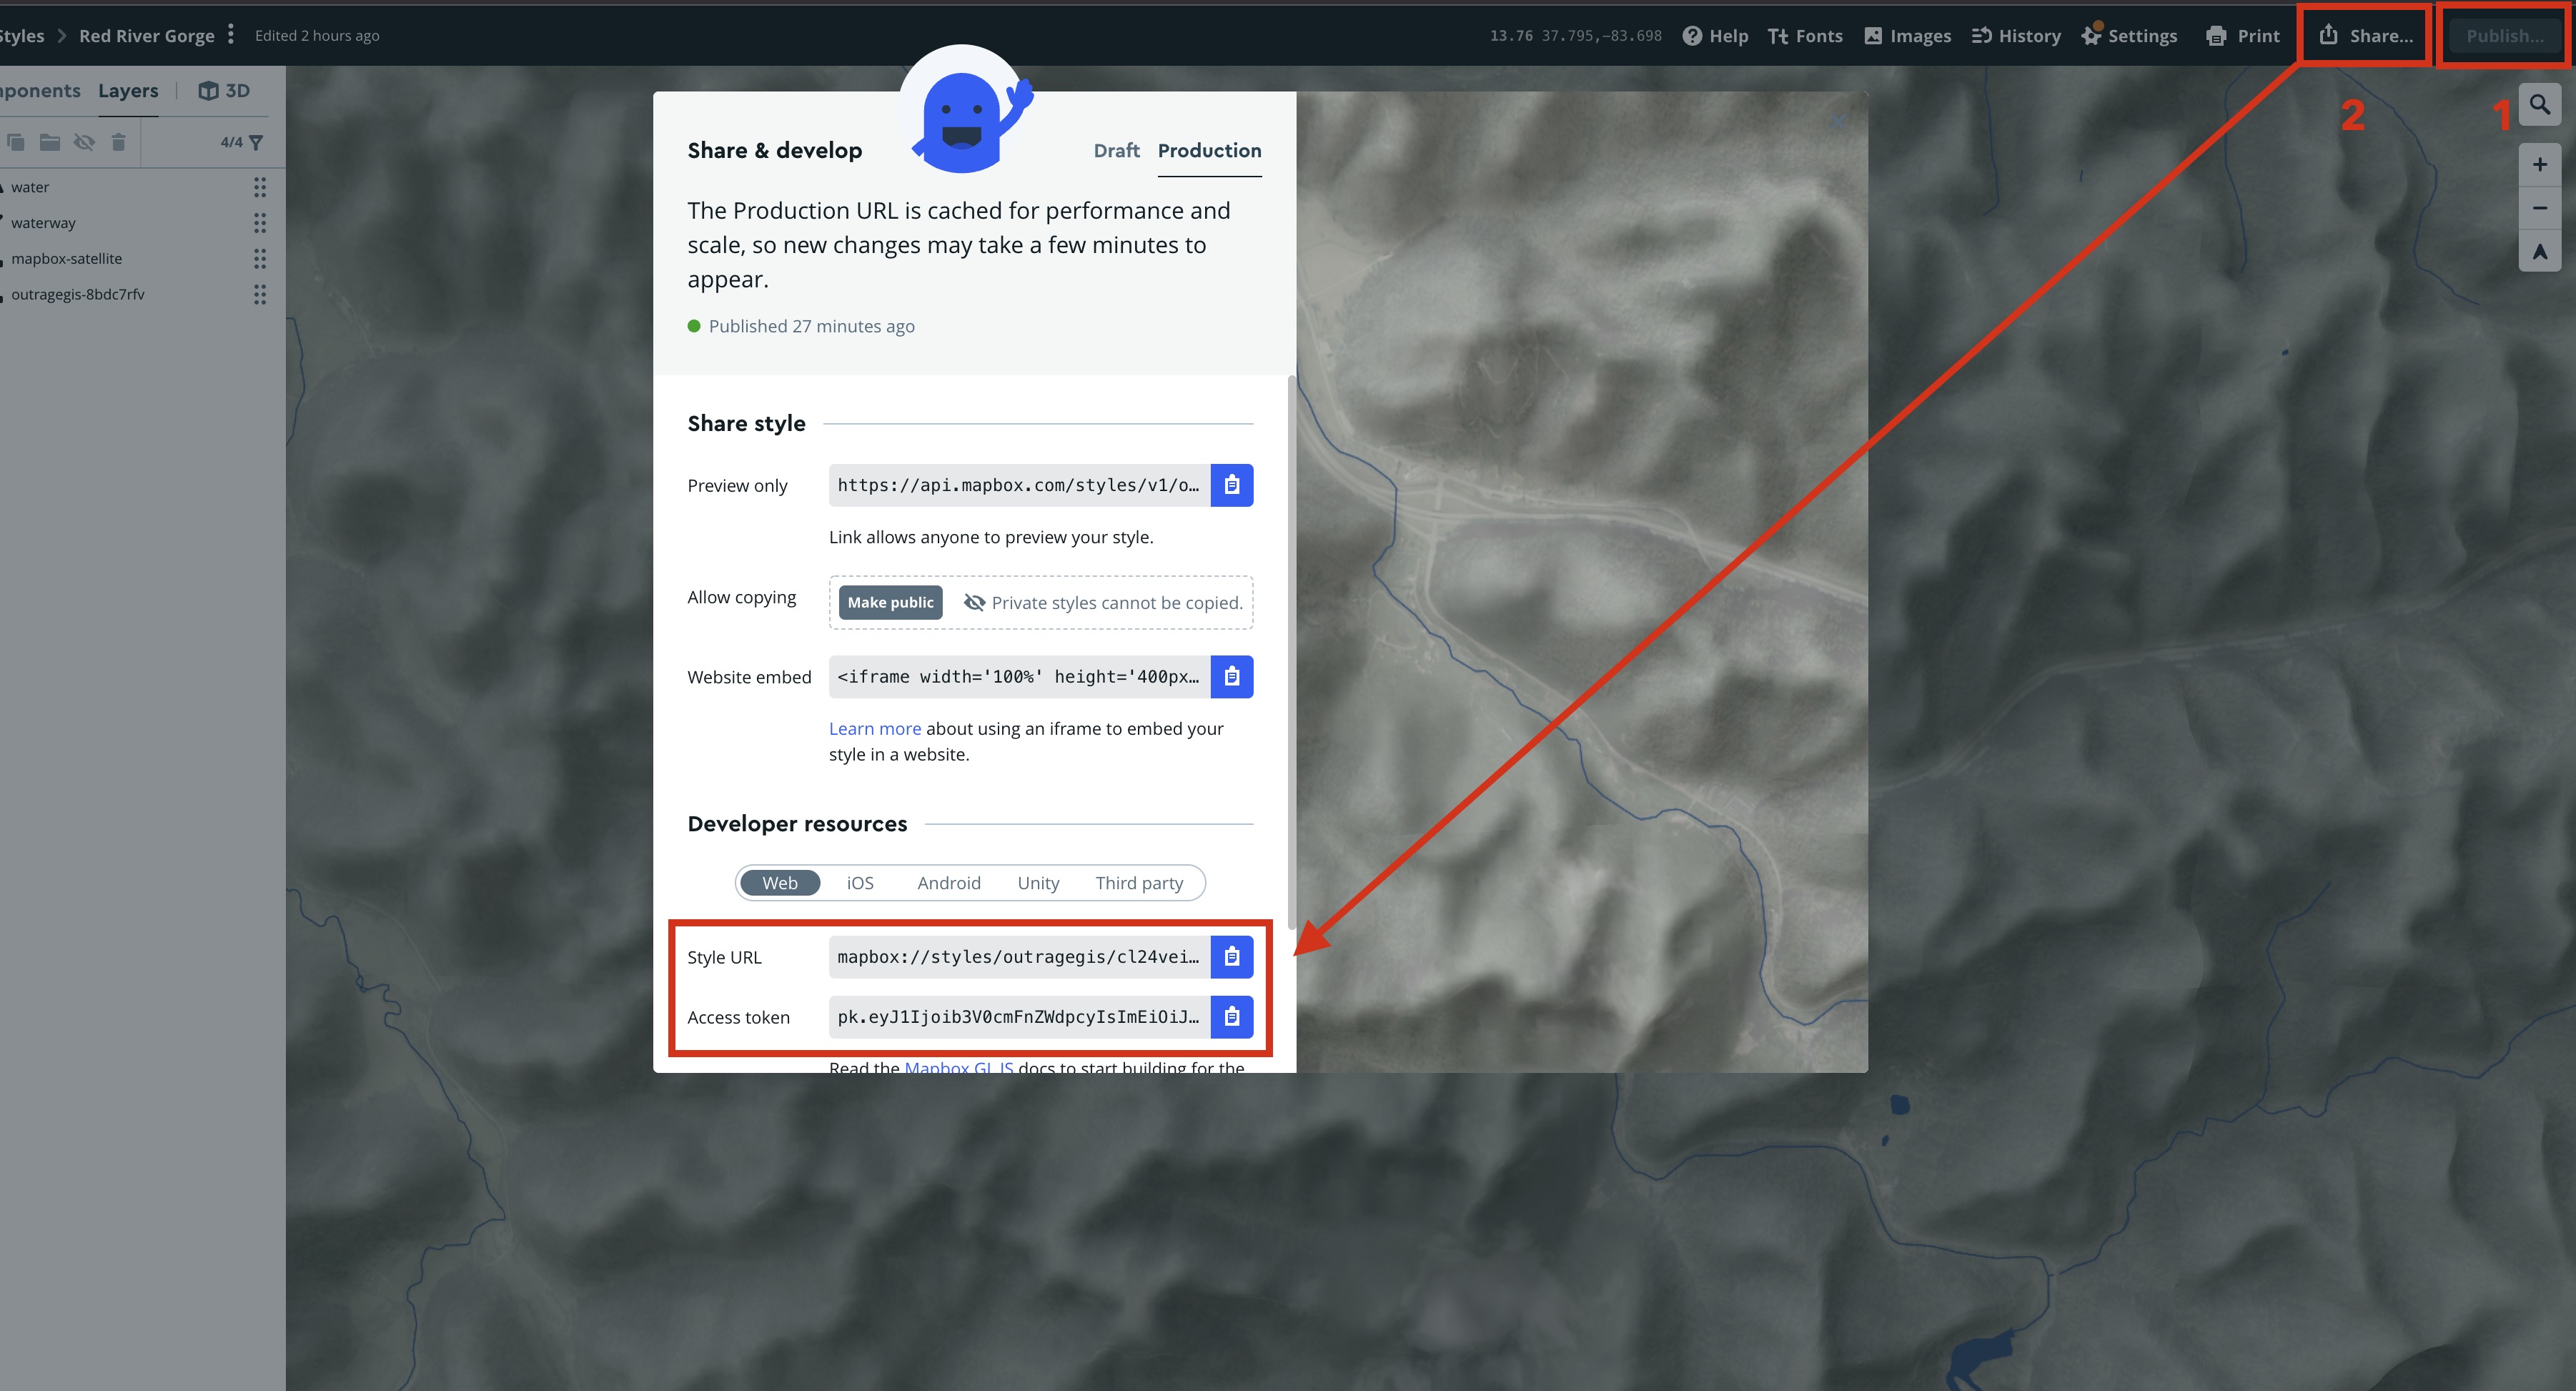 Styles > Red River Gorge Edited 2 hours ago 13.76 37.795,-83.698 Help Fonts Images History Settings Print Share... Publish...
2 1
Layers 3D
4/4
water
waterway
mapbox-satellite
outragegis-8bdc7rfv
Share & develop Draft Production
The Production URL is cached for performance and
scale, so new changes may take a few minutes to
appear.
Published 27 minutes ago
Share style
Preview only https://api.mapbox.com/styles/v1/o...
Link allows anyone to preview your style.
Allow copying Make public Private styles cannot be copied.
Website embed <iframe width='100%' height='400px...
Learn more about using an iframe to embed your
style in a website.
Developer resources
Web iOS Android Unity Third party
Style URL mapbox://styles/outragegis/cl24vei...
Access token pk.eyJ1Ijoib3V0cmFnZWdpcyIsImEiOiJ...
Read the Mapbox GL JS docs to start building for the